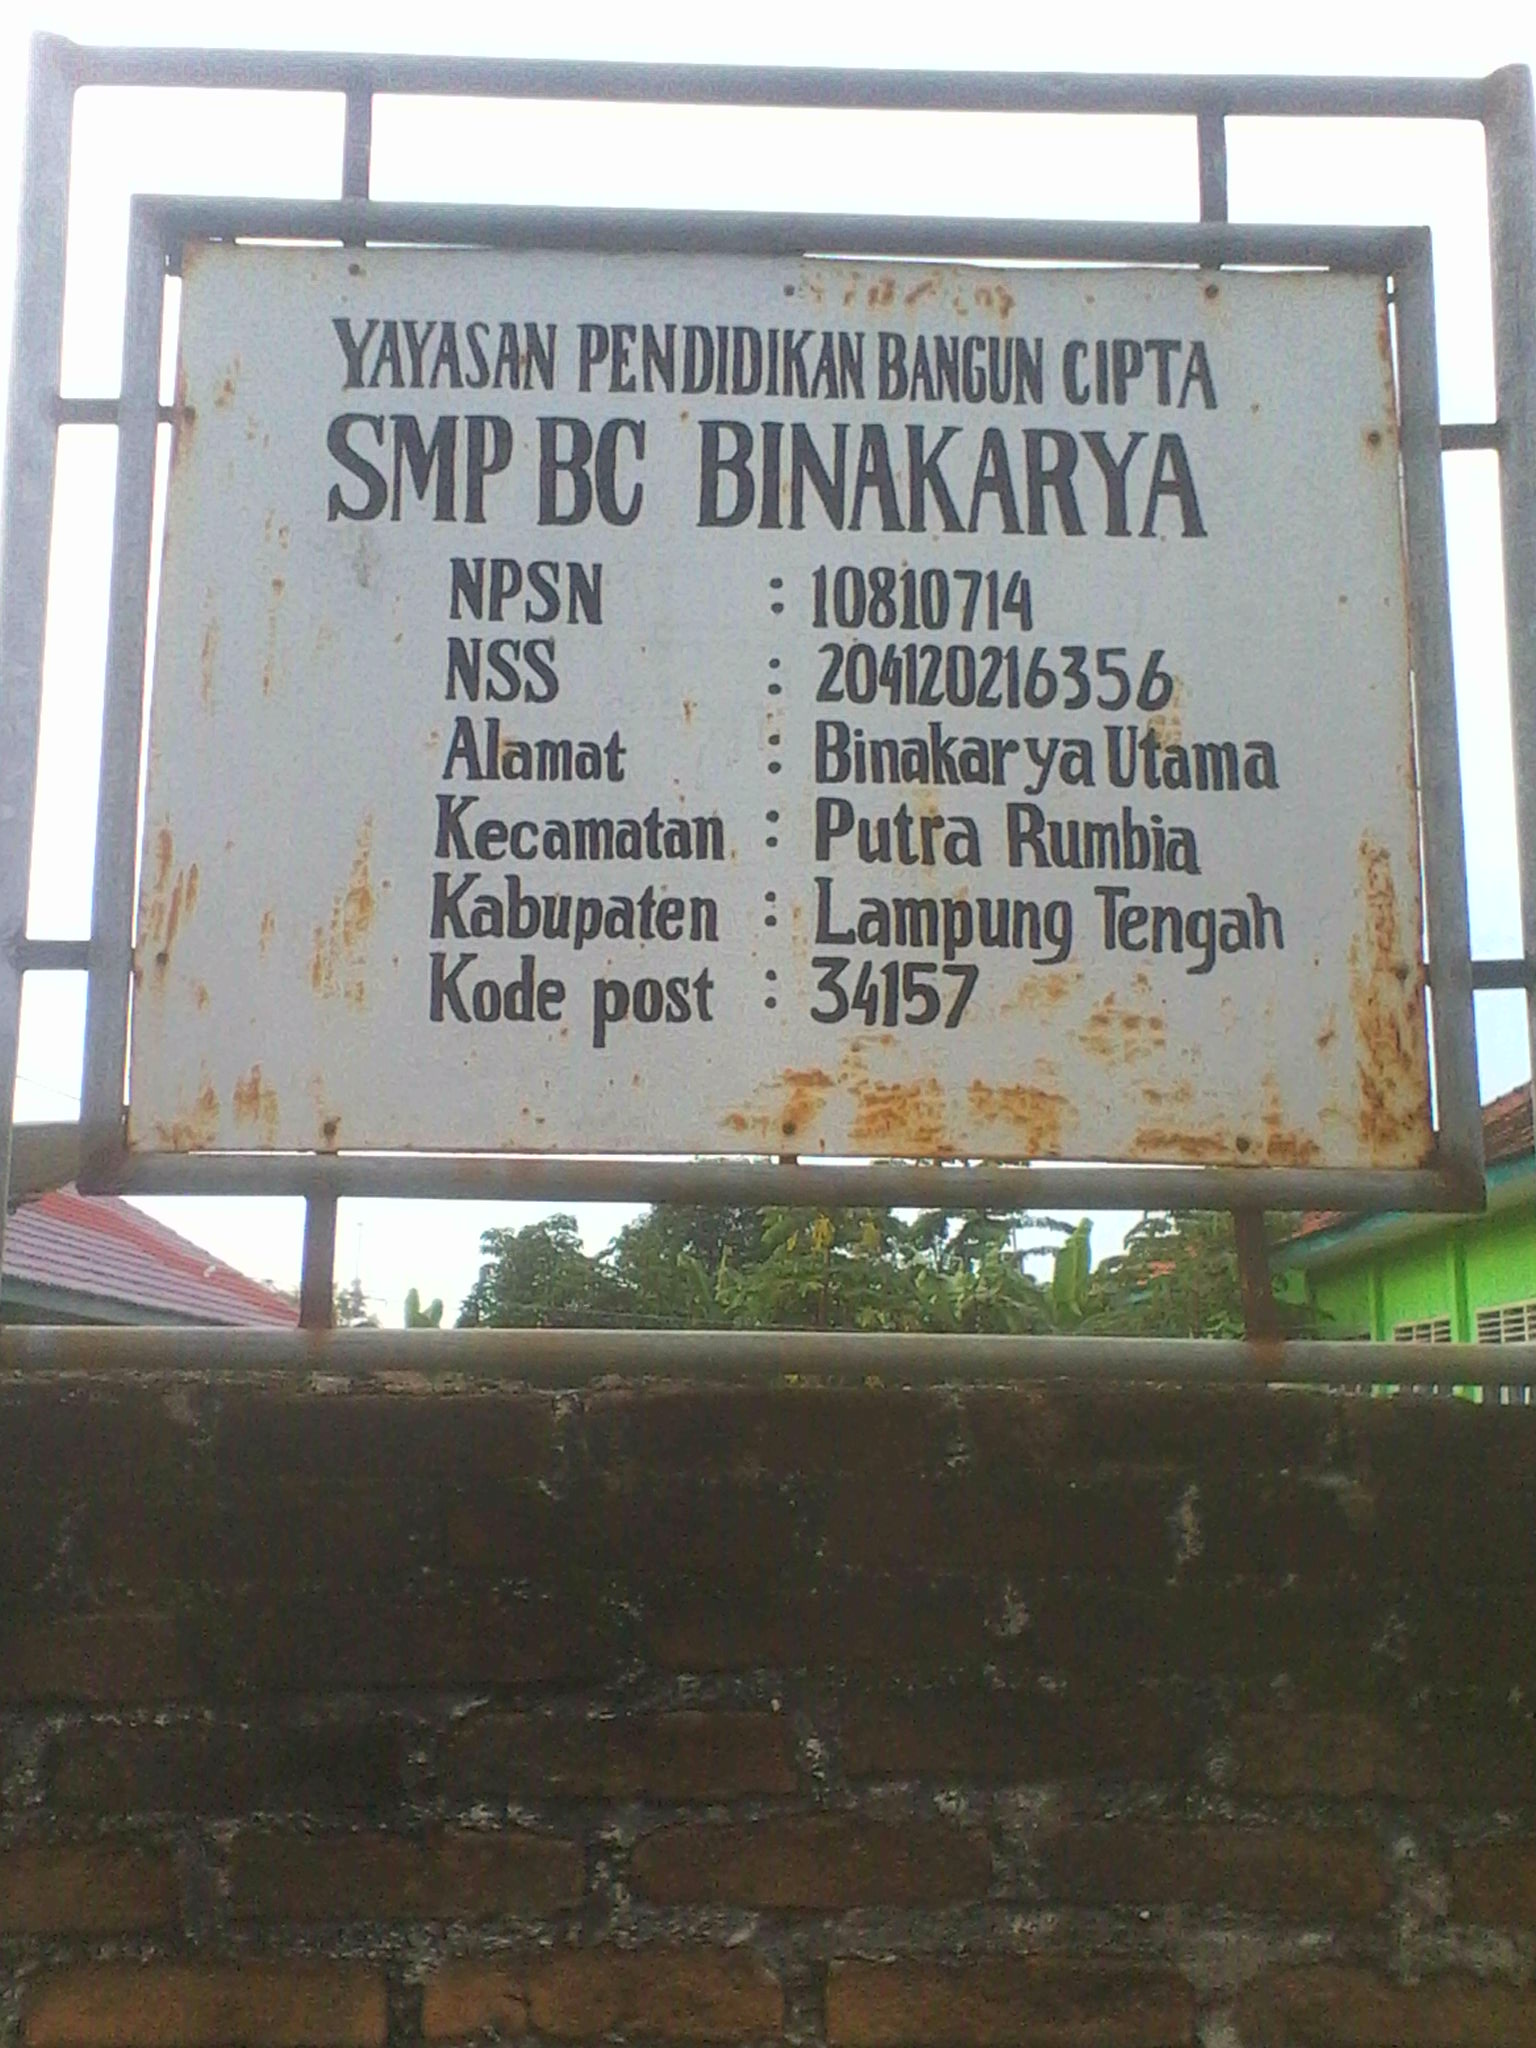 YAYASAN PENDIDIKAN BANGUN CIPTA
SMP BC BINAKARYA
NPSN : 10810714
NSS : 204120216356
Alamat : Binakarya Utama
Kecamatan : Putra Rumbia
Kabupaten : Lampung Tengah
Kode post : 34157